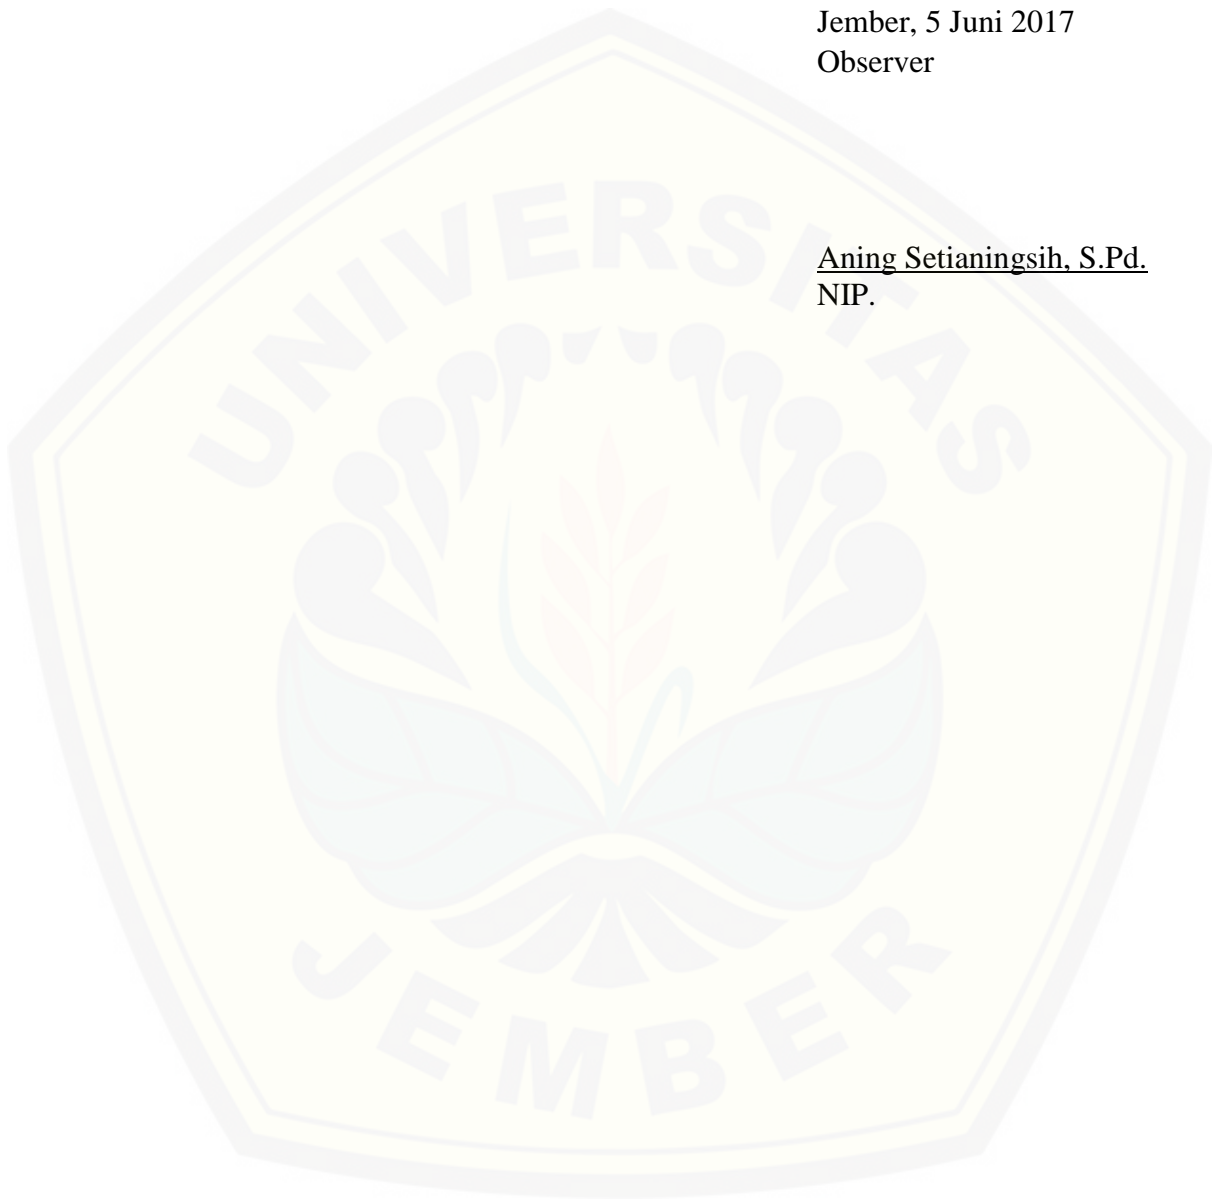 Jember, 5 Juni 2017
Observer
Aning Setianingsih, S.Pd.
NIP.
UNIVERSITAS
JEMBER